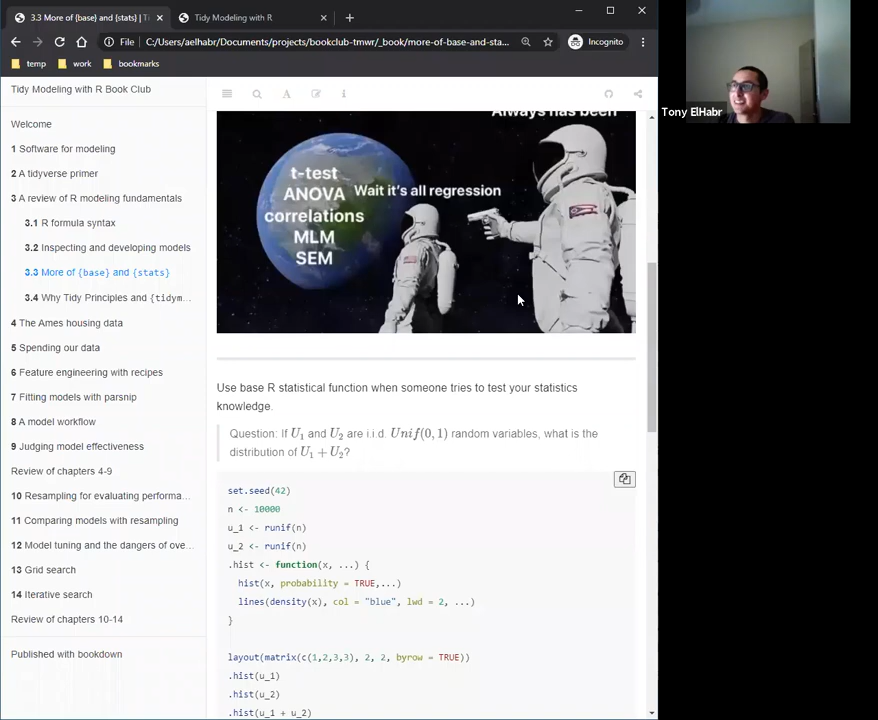 3.3 More of {base} and {stats} | Ti
Tidy Modeling with R
File
C:/Users/aelhabr/Documents/projects/bookclub-tmwr/_book/more-of-base-and-sta...
Incognito
temp
work
bookmarks
Tidy Modeling with R Book Club
Welcome
1 Software for modeling
2 A tidyverse primer
3 A review of R modeling fundamentals
3.1 R formula syntax
3.2 Inspecting and developing models
3.3 More of {base} and {stats}
3.4 Why Tidy Principles and {tidym...
4 The Ames housing data
5 Spending our data
6 Feature engineering with recipes
7 Fitting models with parsnip
8 A model workflow
9 Judging model effectiveness
Review of chapters 4-9
10 Resampling for evaluating performa...
11 Comparing models with resampling
12 Model tuning and the dangers of ove...
13 Grid search
14 Iterative search
Review of chapters 10-14
Published with bookdown
Always has been
t-test
ANOVA
correlations
MLM
SEM
Wait it's all regression
Use base R statistical function when someone tries to test your statistics
knowledge.
Question: If U1 and U2 are i.i.d. Unif(0, 1) random variables, what is the
distribution of U1 + U2?
set.seed(42)
n <- 10000
u_1 <- runif(n)
u_2 <- runif(n)
.hist <- function(x, ...) {
hist(x, probability = TRUE,...)
lines(density(x), col = "blue", lwd = 2, ...)
}
layout(matrix(c(1,2,3,3), 2, 2, byrow = TRUE))
.hist(u_1)
.hist(u_2)
.hist(u_1 + u_2)
Tony ElHabr